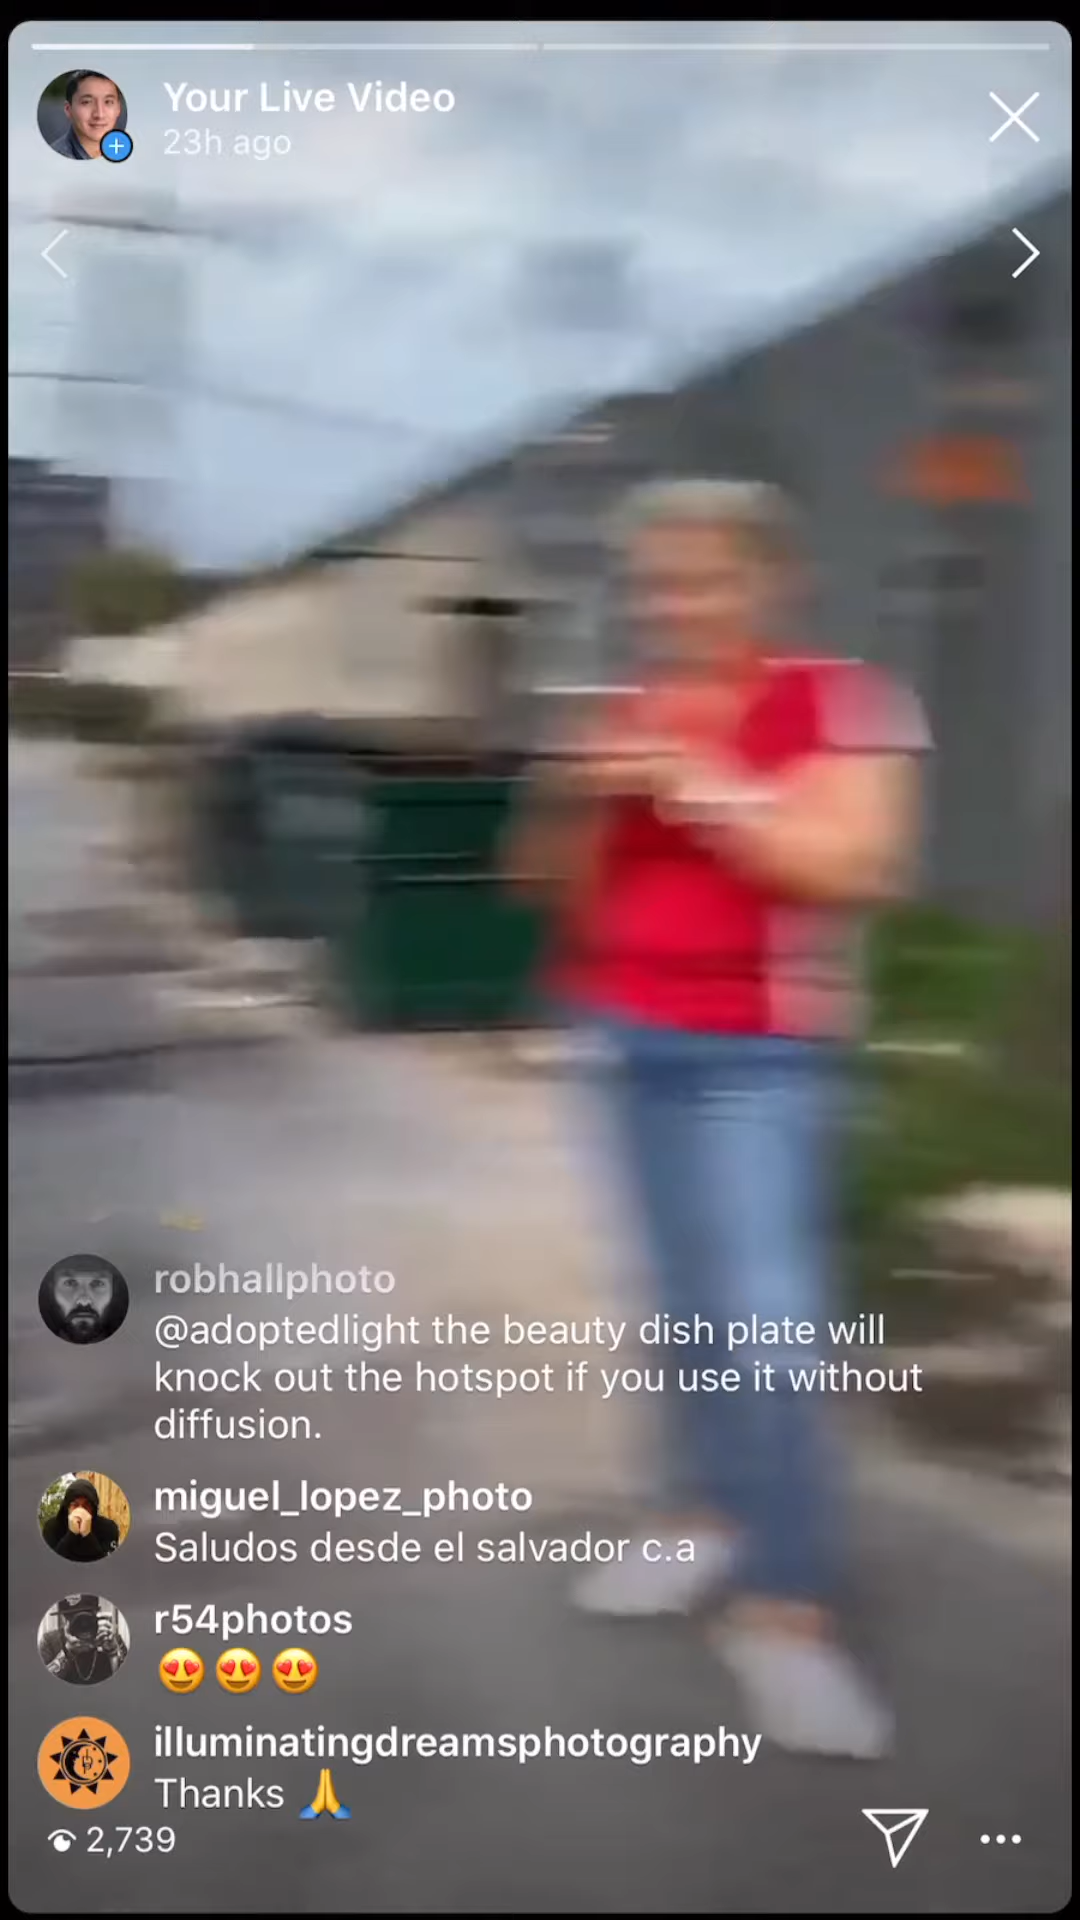 Your Live Video
23h ago
robhallphoto
@adoptedlight the beauty dish plate will
knock out the hotspot if you use it without
diffusion.
miguel_lopez_photo
Saludos desde el salvador c.a
r54photos
😍😍😍
illuminatingdreamsphotography
Thanks 🙏
2,739